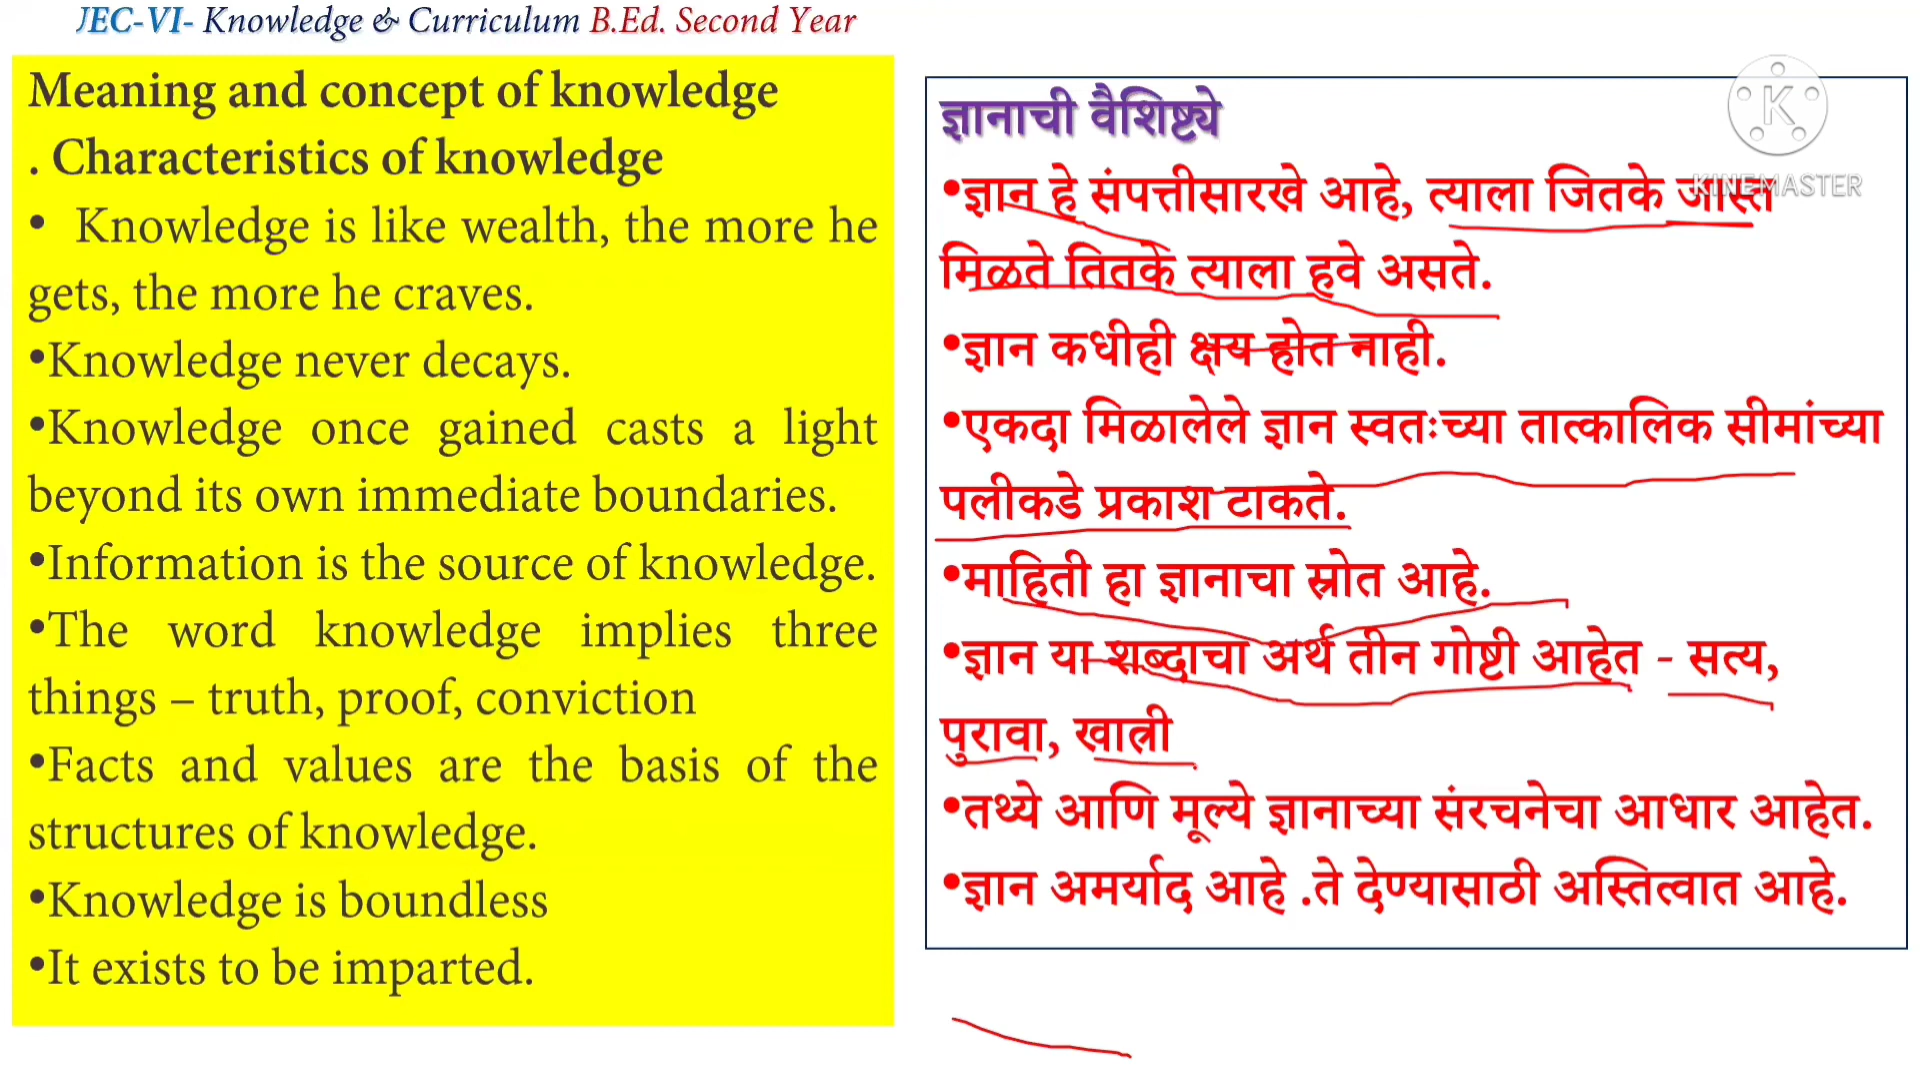 JEC-VI- Knowledge & Curriculum B.Ed. Second Year
Meaning and concept of knowledge
. Characteristics of knowledge
• Knowledge is like wealth, the more he
gets, the more he craves.
•Knowledge never decays.
•Knowledge once gained casts a light
beyond its own immediate boundaries.
•Information is the source of knowledge.
•The word knowledge implies three
things – truth, proof, conviction
•Facts and values are the basis of the
structures of knowledge.
•Knowledge is boundless
•It exists to be imparted.
ज्ञानाची वैशिष्ट्ये
•ज्ञान हे संपत्तीसारखे आहे, त्याला जितके जास्त
मिळते तितके त्याला हवे असते.
•ज्ञान कधीही क्षय होत नाही.
•एकदा मिळालेले ज्ञान स्वतःच्या तात्कालिक सीमांच्या
पलीकडे प्रकाश टाकते.
•माहिती हा ज्ञानाचा स्रोत आहे.
•ज्ञान या शब्दाचा अर्थ तीन गोष्टी आहेत - सत्य,
पुरावा, खात्री
•तथ्ये आणि मूल्ये ज्ञानाच्या संरचनेचा आधार आहेत.
•ज्ञान अमर्याद आहे .ते देण्यासाठी अस्तित्वात आहे.
K
KINEMASTER